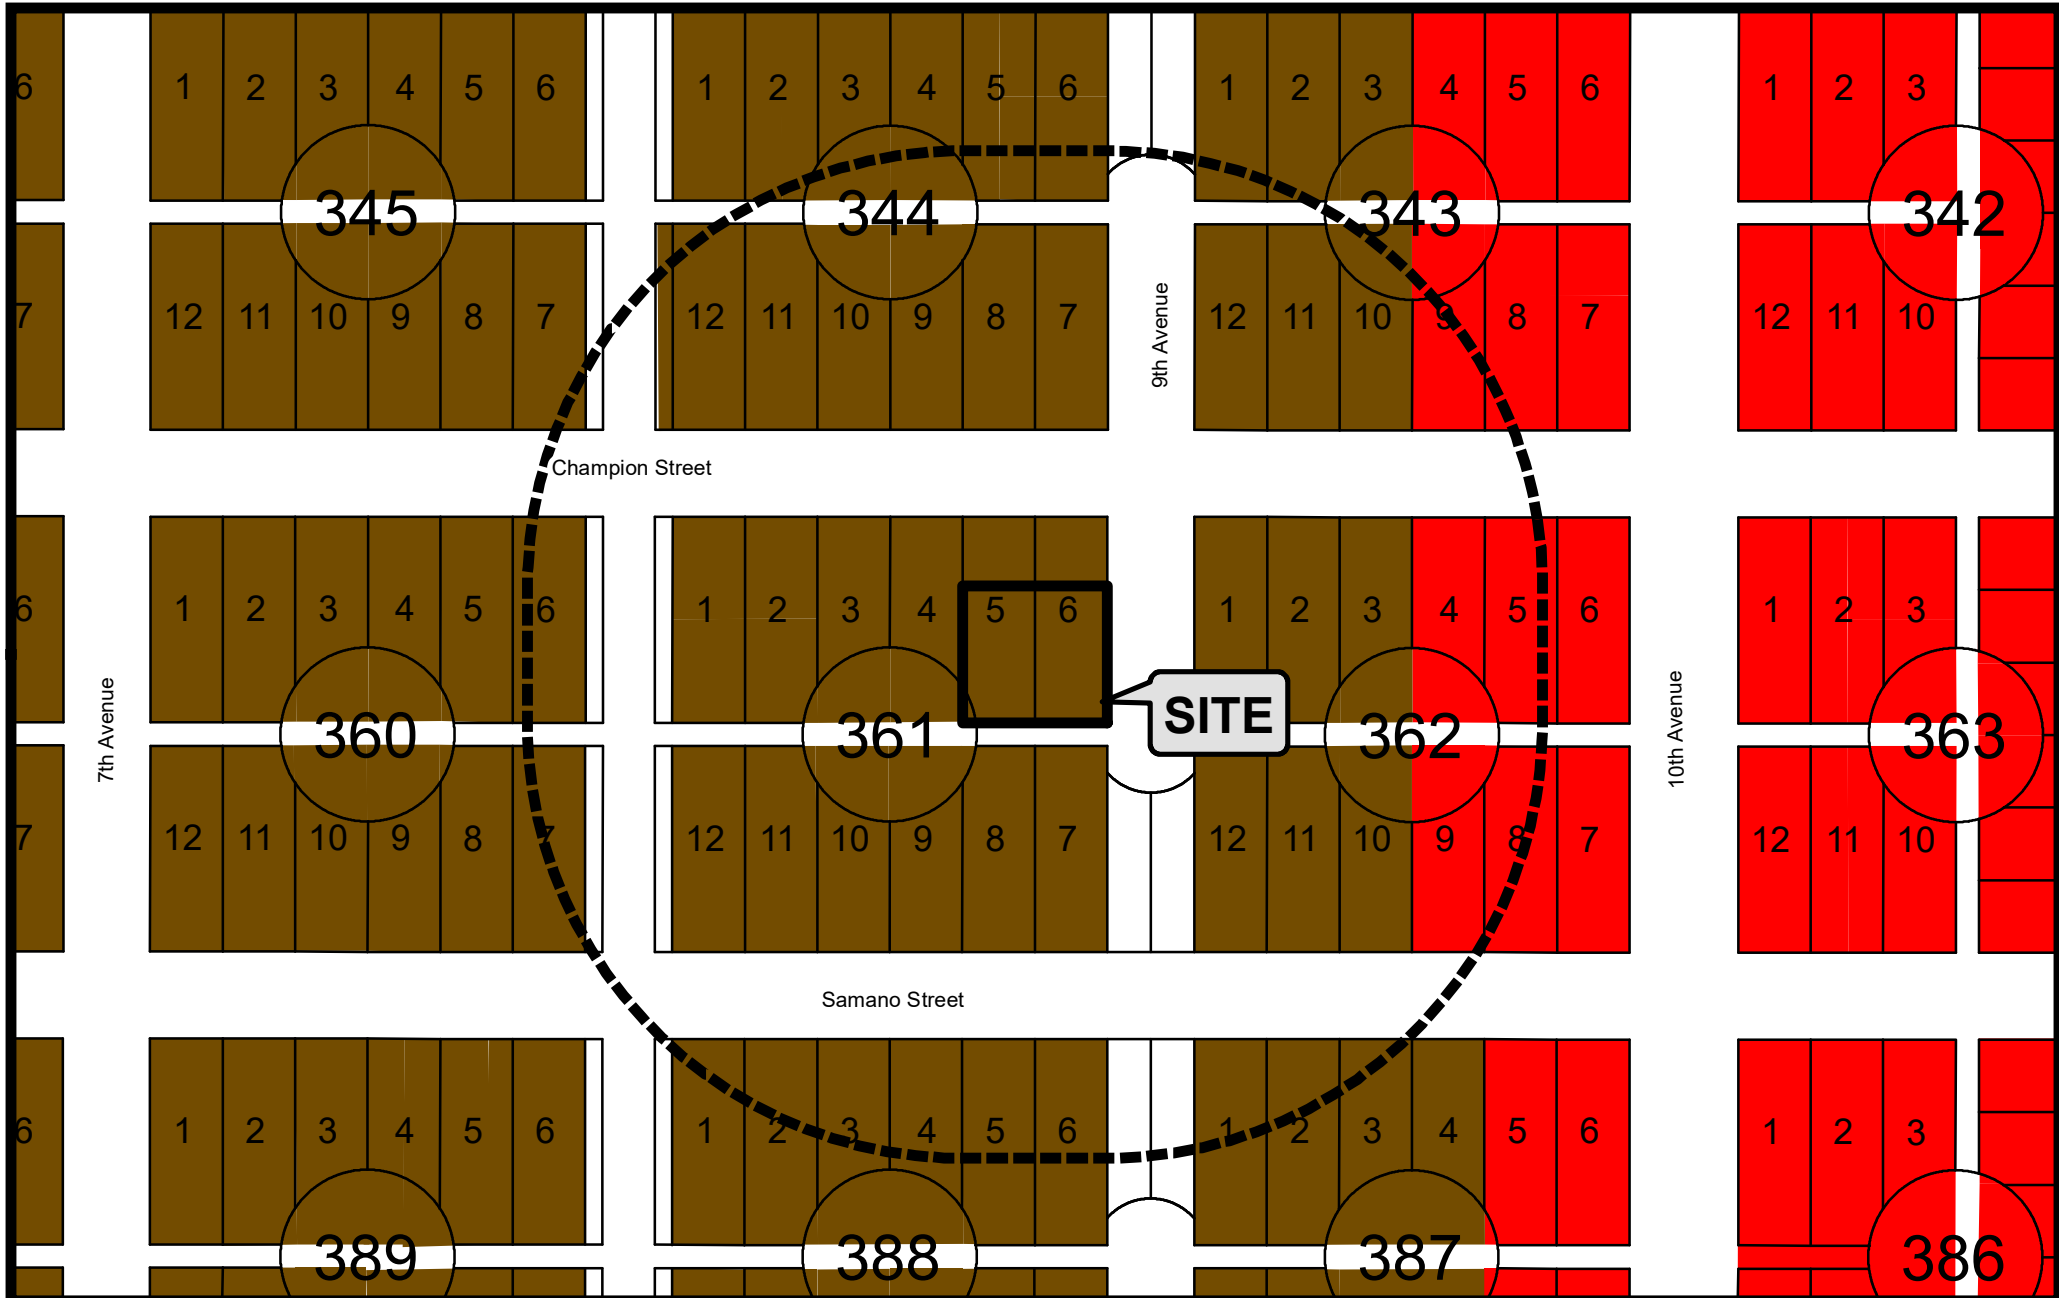 6 1 2 3 4 5 6 1 2 3 4 5 6 1 2 3 4 5 6 1 2 3
345 344 343 342
7 12 11 10 9 8 7 12 11 10 9 8 7 12 11 10 9 8 7 12 11 10
9th Avenue
Champion Street
6 1 2 3 4 5 6 1 2 3 4 5 6 1 2 3 4 5 6 1 2 3
SITE
7th Avenue
10th Avenue
360 361 362 363
7 12 11 10 9 8 7 12 11 10 9 8 7 12 11 10 9 8 7 12 11 10
Samano Street
6 1 2 3 4 5 6 1 2 3 4 5 6 1 2 3 4 5 6 1 2 3
389 388 387 386